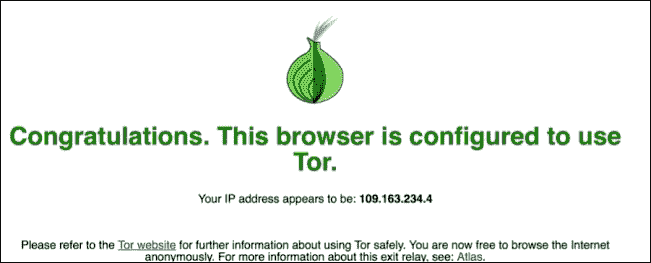 Congratulations. This browser is configured to use
Tor.
Your IP address appears to be: 109.163.234.4
Please refer to the Tor website for further information about using Tor safely. You are now free to browse the Internet
anonymously. For more information about this exit relay, see: Atlas.